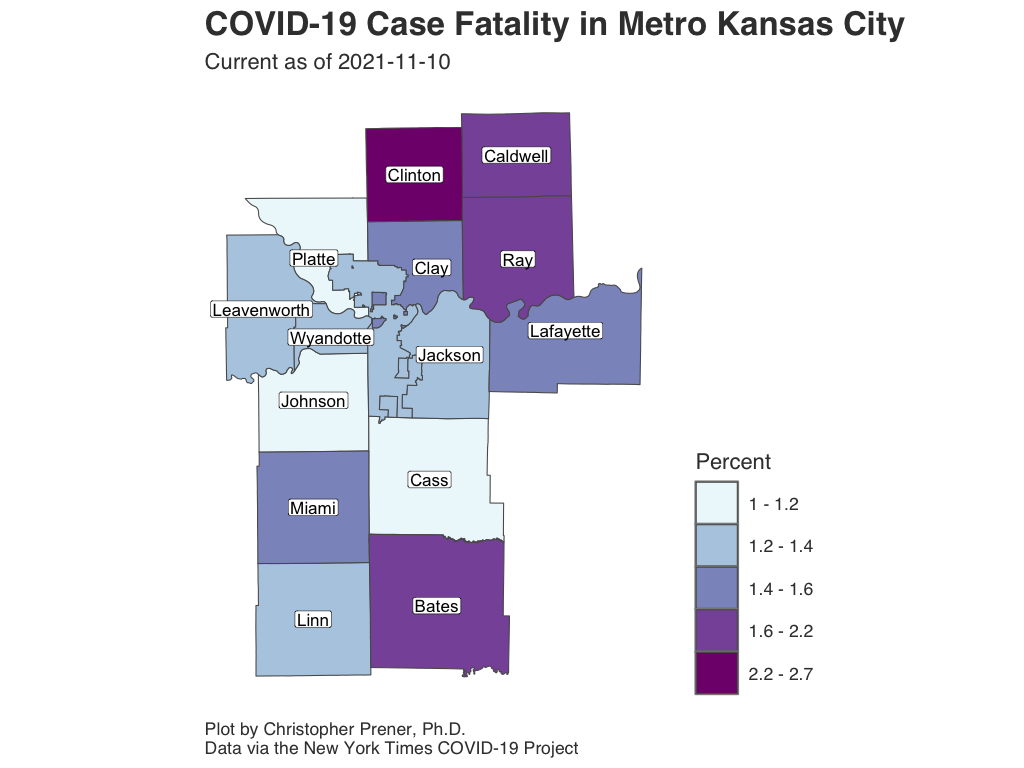 COVID-19 Case Fatality in Metro Kansas City
Current as of 2021-11-10
Caldwell
Clinton
Platte
Clay
Ray
Leavenworth
Wyandotte
Lafayette
Jackson
Johnson
Cass
Miami
Bates
Linn
Percent
1 - 1.2
1.2 - 1.4
1.4 - 1.6
1.6 - 2.2
2.2 - 2.7
Plot by Christopher Prener, Ph.D.
Data via the New York Times COVID-19 Project